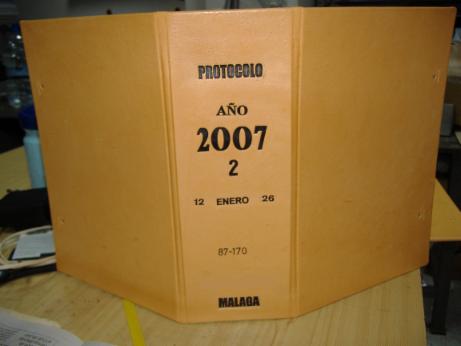 PROTOCOLO
AÑO
2007
2
12 ENERO 26
87-170
MALAGA